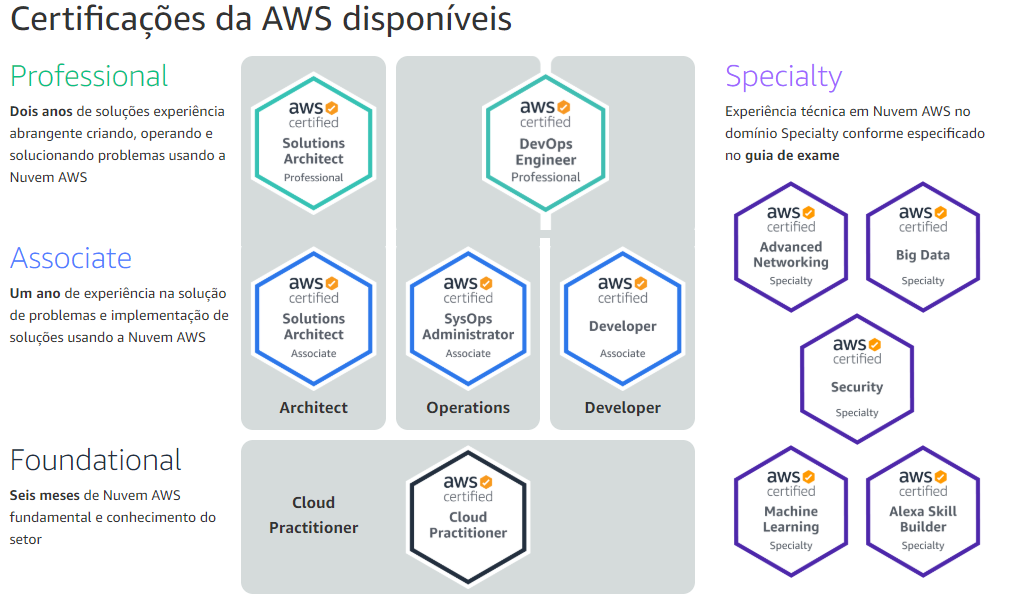 Certificações da AWS disponíveis
Professional
Dois anos de soluções experiência
abrangente criando, operando e
solucionando problemas usando a
Nuvem AWS
aws
certified
Solutions
Architect
Professional
aws
certified
DevOps
Engineer
Professional
Associate
Um ano de experiência na solução
de problemas e implementação de
soluções usando a Nuvem AWS
aws
certified
Solutions
Architect
Associate
Architect
aws
certified
SysOps
Administrator
Associate
Operations
aws
certified
Developer
Associate
Developer
Foundational
Seis meses de Nuvem AWS
fundamental e conhecimento do
setor
Cloud
Practitioner
aws
certified
Cloud
Practitioner
Specialty
Experiência técnica em Nuvem AWS no
domínio Specialty conforme especificado
no guia de exame
aws
certified
Advanced
Networking
Specialty
aws
certified
Big Data
Specialty
aws
certified
Security
Specialty
aws
certified
Machine
Learning
Specialty
aws
certified
Alexa Skill
Builder
Specialty